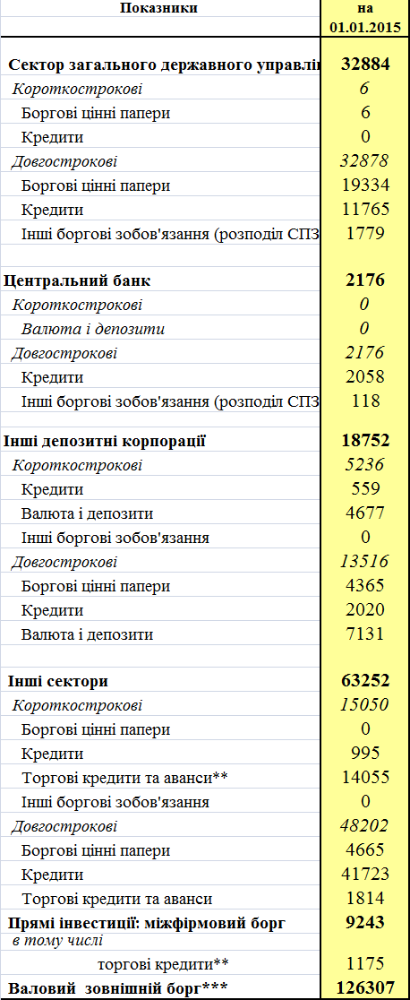 Показники на
01.01.2015
Сектор загального державного управлі 32884
Короткострокові 6
Боргові цінні папери 6
Кредити 0
Довгострокові 32878
Боргові цінні папери 19334
Кредити 11765
Інші боргові зобов'язання (розподіл СПЗ 1779
Центральний банк 2176
Короткострокові 0
Валюта і депозити 0
Довгострокові 2176
Кредити 2058
Інші боргові зобов'язання (розподіл СПЗ 118
Інші депозитні корпорації 18752
Короткострокові 5236
Кредити 559
Валюта і депозити 4677
Інші боргові зобов'язання 0
Довгострокові 13516
Боргові цінні папери 4365
Кредити 2020
Валюта і депозити 7131
Інші сектори 63252
Короткострокові 15050
Боргові цінні папери 0
Кредити 995
Торгові кредити та аванси** 14055
Інші боргові зобов'язання 0
Довгострокові 48202
Боргові цінні папери 4665
Кредити 41723
Торгові кредити та аванси 1814
Прямі інвестиції: міжфірмовий борг 9243
в тому числі
торгові кредити** 1175
Валовий зовнішній борг*** 126307